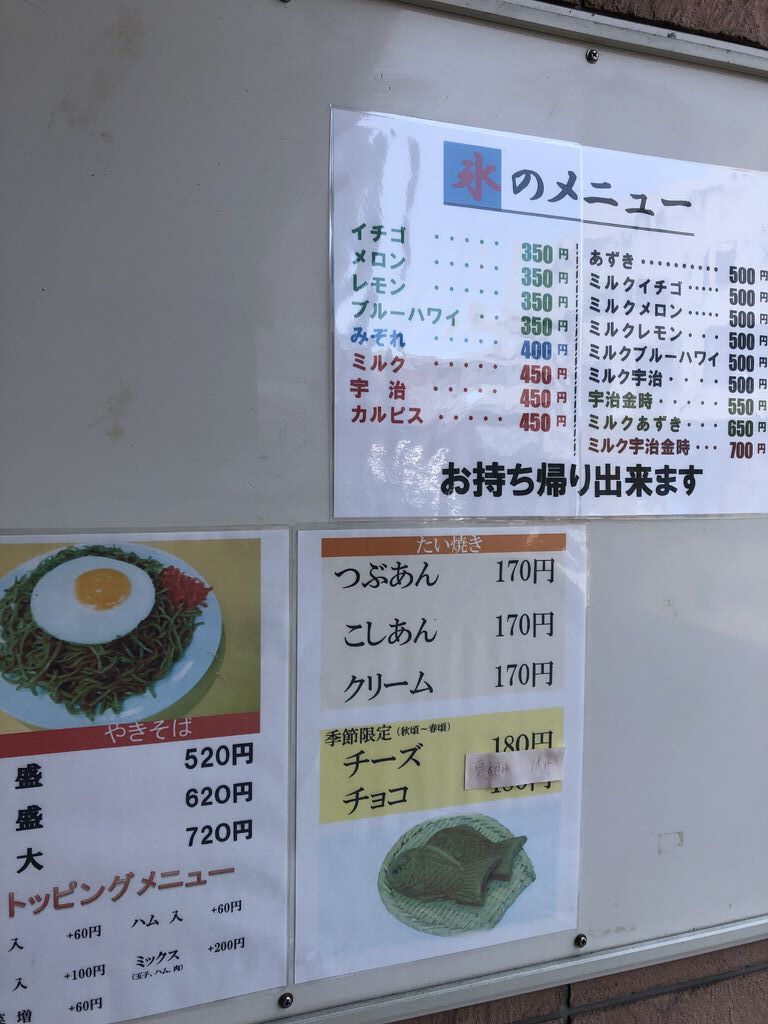 氷のメニュー
イチゴ ····· 350円
メロン ····· 350円
レモン ····· 350円
ブルーハワイ ·· 350円
みぞれ ····· 400円
ミルク ····· 450円
宇治 ····· 450円
カルピス ····· 450円
あずき ·········· 500円
ミルクイチゴ ····· 500円
ミルクメロン ····· 500円
ミルクレモン ···· 500円
ミルクブルーハワイ 500円
ミルク宇治 ···· 500円
宇治金時 ····· 550円
ミルクあずき ··· 650円
ミルク宇治金時 ··· 700円
お持ち帰り出来ます
やきそば
盛 520円
盛 620円
大 720円
トッピングメニュー
入 +60円 ハム 入 +60円
入 +100円 ミックス +200円
(玉子、ハム、肉)
増 +60円
たい焼き
つぶあん 170円
こしあん 170円
クリーム 170円
季節限定 (秋頃～春頃)
チーズ 180円
チョコ